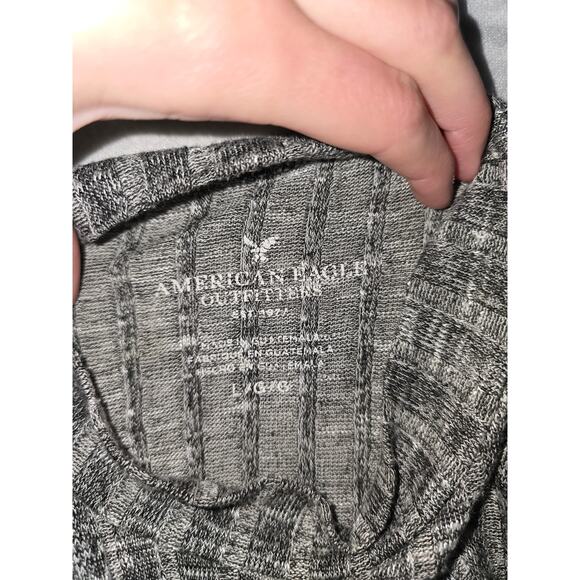 AMERICAN EAGLE
OUTFITTERS
EST. 1977
MADE IN GUATEMALA
FABRIQUÉ EN GUATEMALA
HECHO EN GUATEMALA
L/G/G